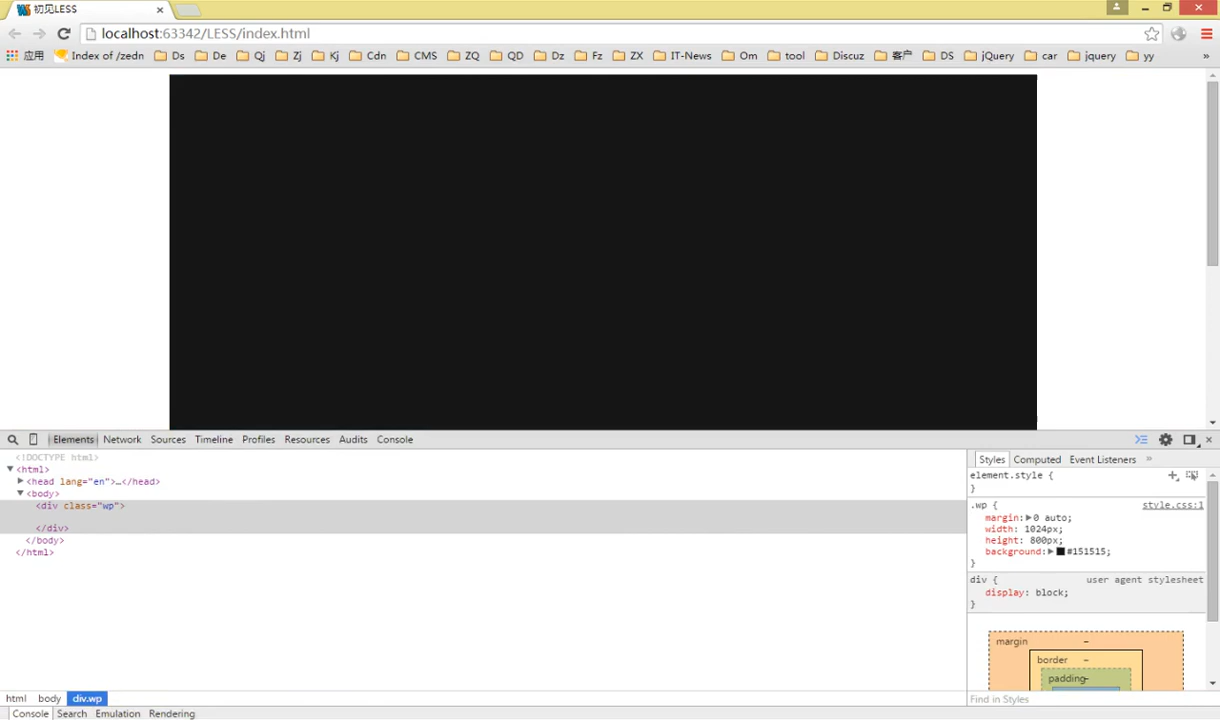 初见LESS
localhost:63342/LESS/index.html
应用 Index of /zedn Ds De Qj Zj Kj Cdn CMS ZQ QD Dz Fz ZX IT-News Om tool Discuz 客户 DS jQuery car jquery yy »
Elements Network Sources Timeline Profiles Resources Audits Console
<!DOCTYPE html>
<html>
<head lang="en">…</head>
<body>
<div class="wp">
</div>
</body>
</html>
Styles Computed Event Listeners »
element.style {
}
.wp { style.css:1
margin: 0 auto;
width: 1024px;
height: 800px;
background: #151515;
}
div { user agent stylesheet
display: block;
}
margin –
border –
padding–
html body div.wp
Find in Styles
Console Search Emulation Rendering